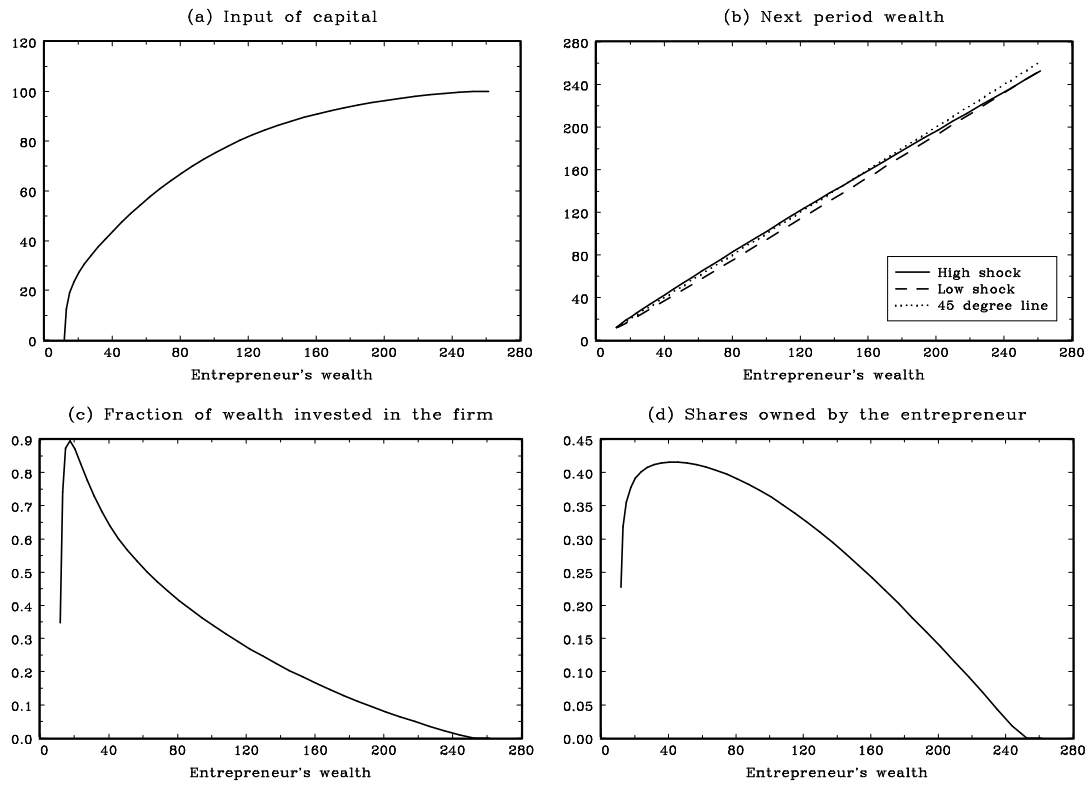 (a) Input of capital
120
100
80
60
40
20
0
0 40 80 120 160 200 240 280
Entrepreneur's wealth
(b) Next period wealth
280
240
200
160
120
80
40
0
High shock
Low shock
45 degree line
0 40 80 120 160 200 240 280
Entrepreneur's wealth
(c) Fraction of wealth invested in the firm
0.9
0.8
0.7
0.6
0.5
0.4
0.3
0.2
0.1
0.0
0 40 80 120 160 200 240 280
Entrepreneur's wealth
(d) Shares owned by the entrepreneur
0.45
0.40
0.35
0.30
0.25
0.20
0.15
0.10
0.05
0.00
0 40 80 120 160 200 240 280
Entrepreneur's wealth